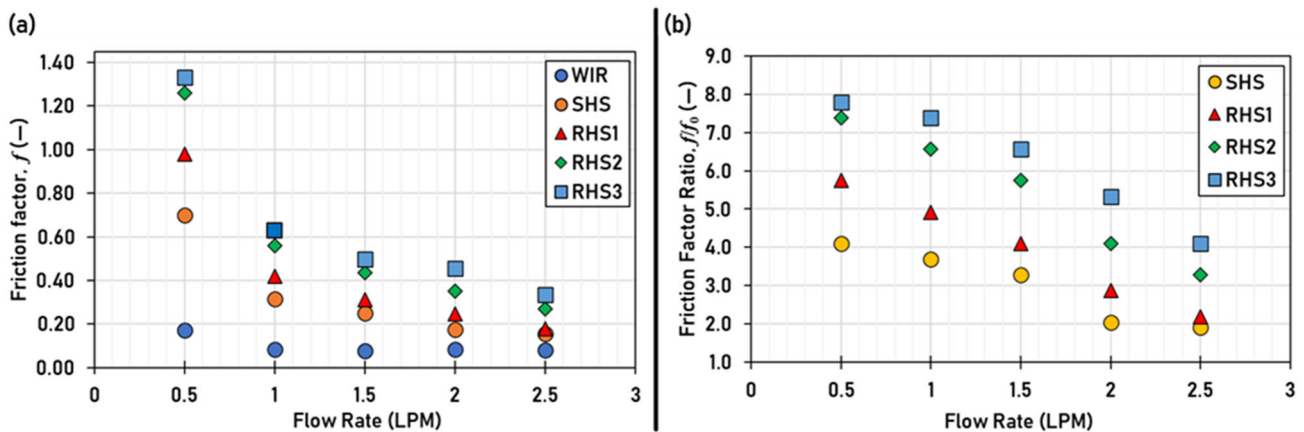 (a)
Friction factor, f (—)
1.40
1.20
1.00
0.80
0.60
0.40
0.20
0.00
0
0.5
1
1.5
2
2.5
3
Flow Rate (LPM)
WIR
SHS
RHS1
RHS2
RHS3
(b)
Friction Factor Ratio, f/f₀ (—)
9.0
8.0
7.0
6.0
5.0
4.0
3.0
2.0
1.0
0
0.5
1
1.5
2
2.5
3
Flow Rate (LPM)
SHS
RHS1
RHS2
RHS3